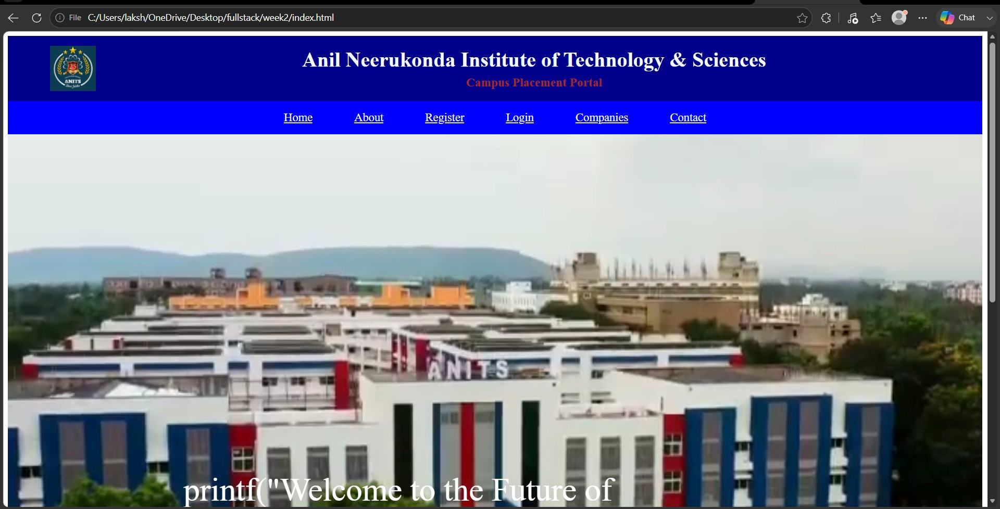 File C:/Users/laksh/OneDrive/Desktop/fullstack/week2/index.html
Chat
25
ANITS
Anil Neerukonda Institute of Technology & Sciences
Campus Placement Portal
Home About Register Login Companies Contact
ANITS
printf("Welcome to the Future of